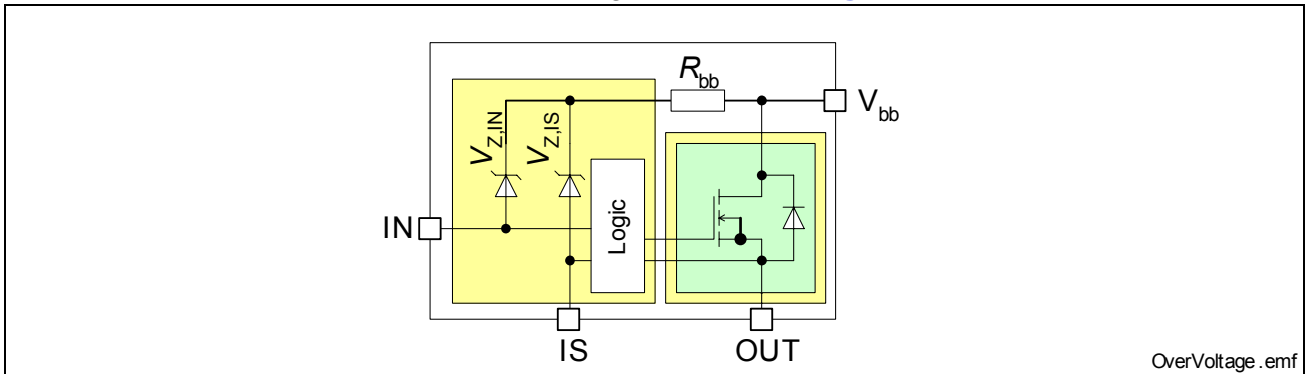 Rbb
Vbb
VZ,IN
VZ,IS
IN
Logic
IS
OUT
OverVoltage.emf